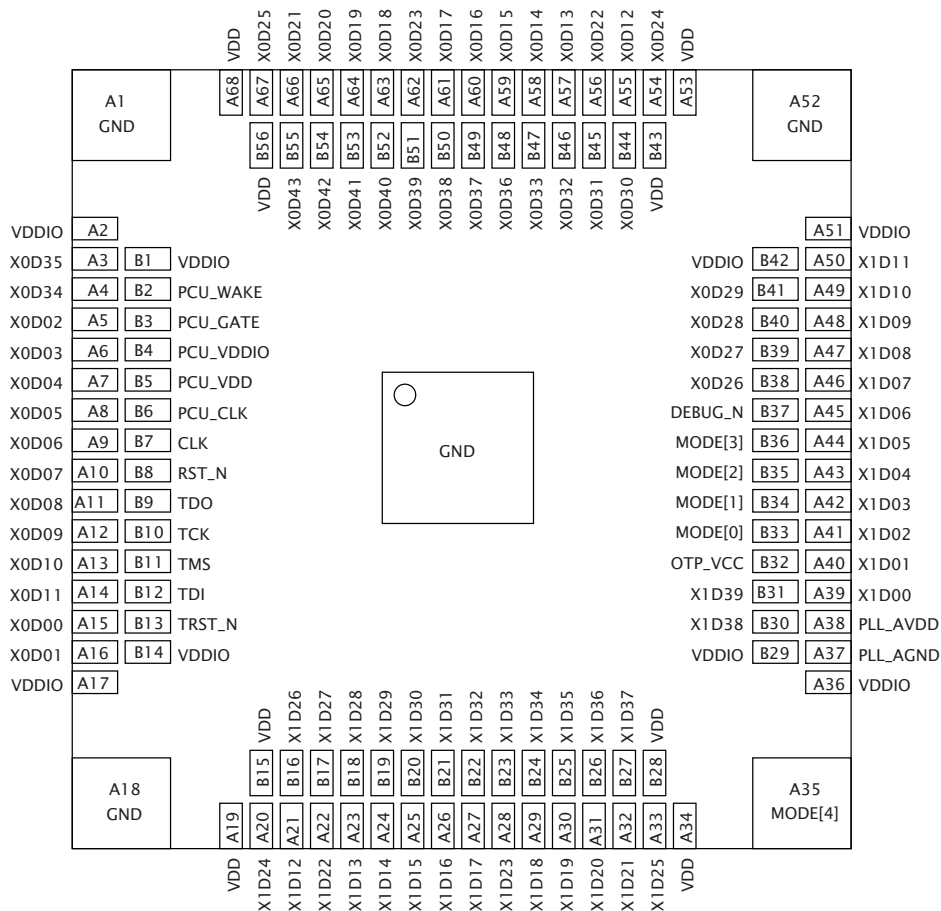 VDD X0D25 X0D21 X0D20 X0D19 X0D18 X0D23 X0D17 X0D16 X0D15 X0D14 X0D13 X0D22 X0D12 X0D24 VDD
A68 A67 A66 A65 A64 A63 A62 A61 A60 A59 A58 A57 A56 A55 A54 A53
A1 GND
A52 GND
B56 B55 B54 B53 B52 B51 B50 B49 B48 B47 B46 B45 B44 B43
VDD X0D43 X0D42 X0D41 X0D40 X0D39 X0D38 X0D37 X0D36 X0D33 X0D32 X0D31 X0D30 VDD
VDDIO A2 A51 VDDIO
X0D35 A3 B1 VDDIO VDDIO B42 A50 X1D11
X0D34 A4 B2 PCU_WAKE X0D29 B41 A49 X1D10
X0D02 A5 B3 PCU_GATE X0D28 B40 A48 X1D09
X0D03 A6 B4 PCU_VDDIO X0D27 B39 A47 X1D08
X0D04 A7 B5 PCU_VDD X0D26 B38 A46 X1D07
X0D05 A8 B6 PCU_CLK DEBUG_N B37 A45 X1D06
X0D06 A9 B7 CLK GND MODE[3] B36 A44 X1D05
X0D07 A10 B8 RST_N MODE[2] B35 A43 X1D04
X0D08 A11 B9 TDO MODE[1] B34 A42 X1D03
X0D09 A12 B10 TCK MODE[0] B33 A41 X1D02
X0D10 A13 B11 TMS OTP_VCC B32 A40 X1D01
X0D11 A14 B12 TDI X1D39 B31 A39 X1D00
X0D00 A15 B13 TRST_N X1D38 B30 A38 PLL_AVDD
X0D01 A16 B14 VDDIO VDDIO B29 A37 PLL_AGND
VDDIO A17 A36 VDDIO
VDD X1D26 X1D27 X1D28 X1D29 X1D30 X1D31 X1D32 X1D33 X1D34 X1D35 X1D36 X1D37 VDD
B15 B16 B17 B18 B19 B20 B21 B22 B23 B24 B25 B26 B27 B28
A18 GND
A35 MODE[4]
A19 A20 A21 A22 A23 A24 A25 A26 A27 A28 A29 A30 A31 A32 A33 A34
VDD X1D24 X1D12 X1D22 X1D13 X1D14 X1D15 X1D16 X1D17 X1D23 X1D18 X1D19 X1D20 X1D21 X1D25 VDD